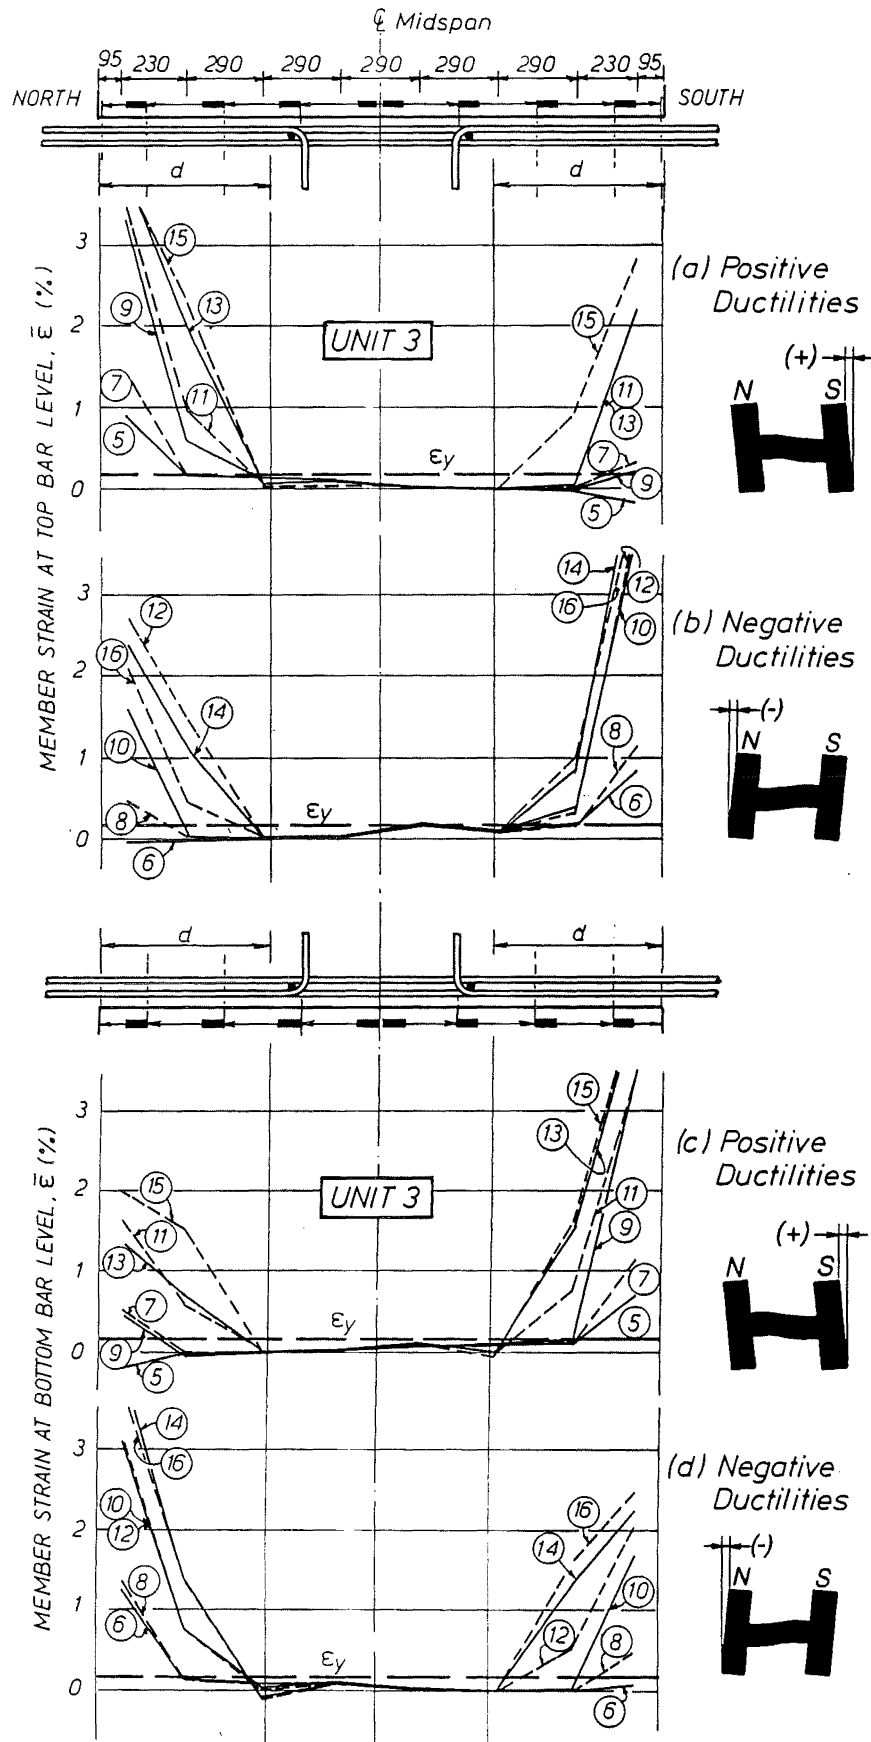 ℄ Midspan
95 230 290 290 290 290 290 230 95
NORTH SOUTH
d d
MEMBER STRAIN AT TOP BAR LEVEL, ε̄ (%)
3
2
1
0
15
9
13
7
11
5
UNIT 3
εy
15
11
13
7
9
5
(a) Positive
Ductilities
(+)
N S
3
2
1
0
12
16
14
10
8
6
εy
14
12
16
10
8
6
(b) Negative
Ductilities
(-)
N S
d d
MEMBER STRAIN AT BOTTOM BAR LEVEL, ε̄ (%)
3
2
1
0
15
11
13
7
9
5
UNIT 3
εy
15
13
11
9
7
5
(c) Positive
Ductilities
(+)
N S
3
2
1
0
14
16
10
12
8
6
εy
16
14
10
12
8
6
(d) Negative
Ductilities
(-)
N S